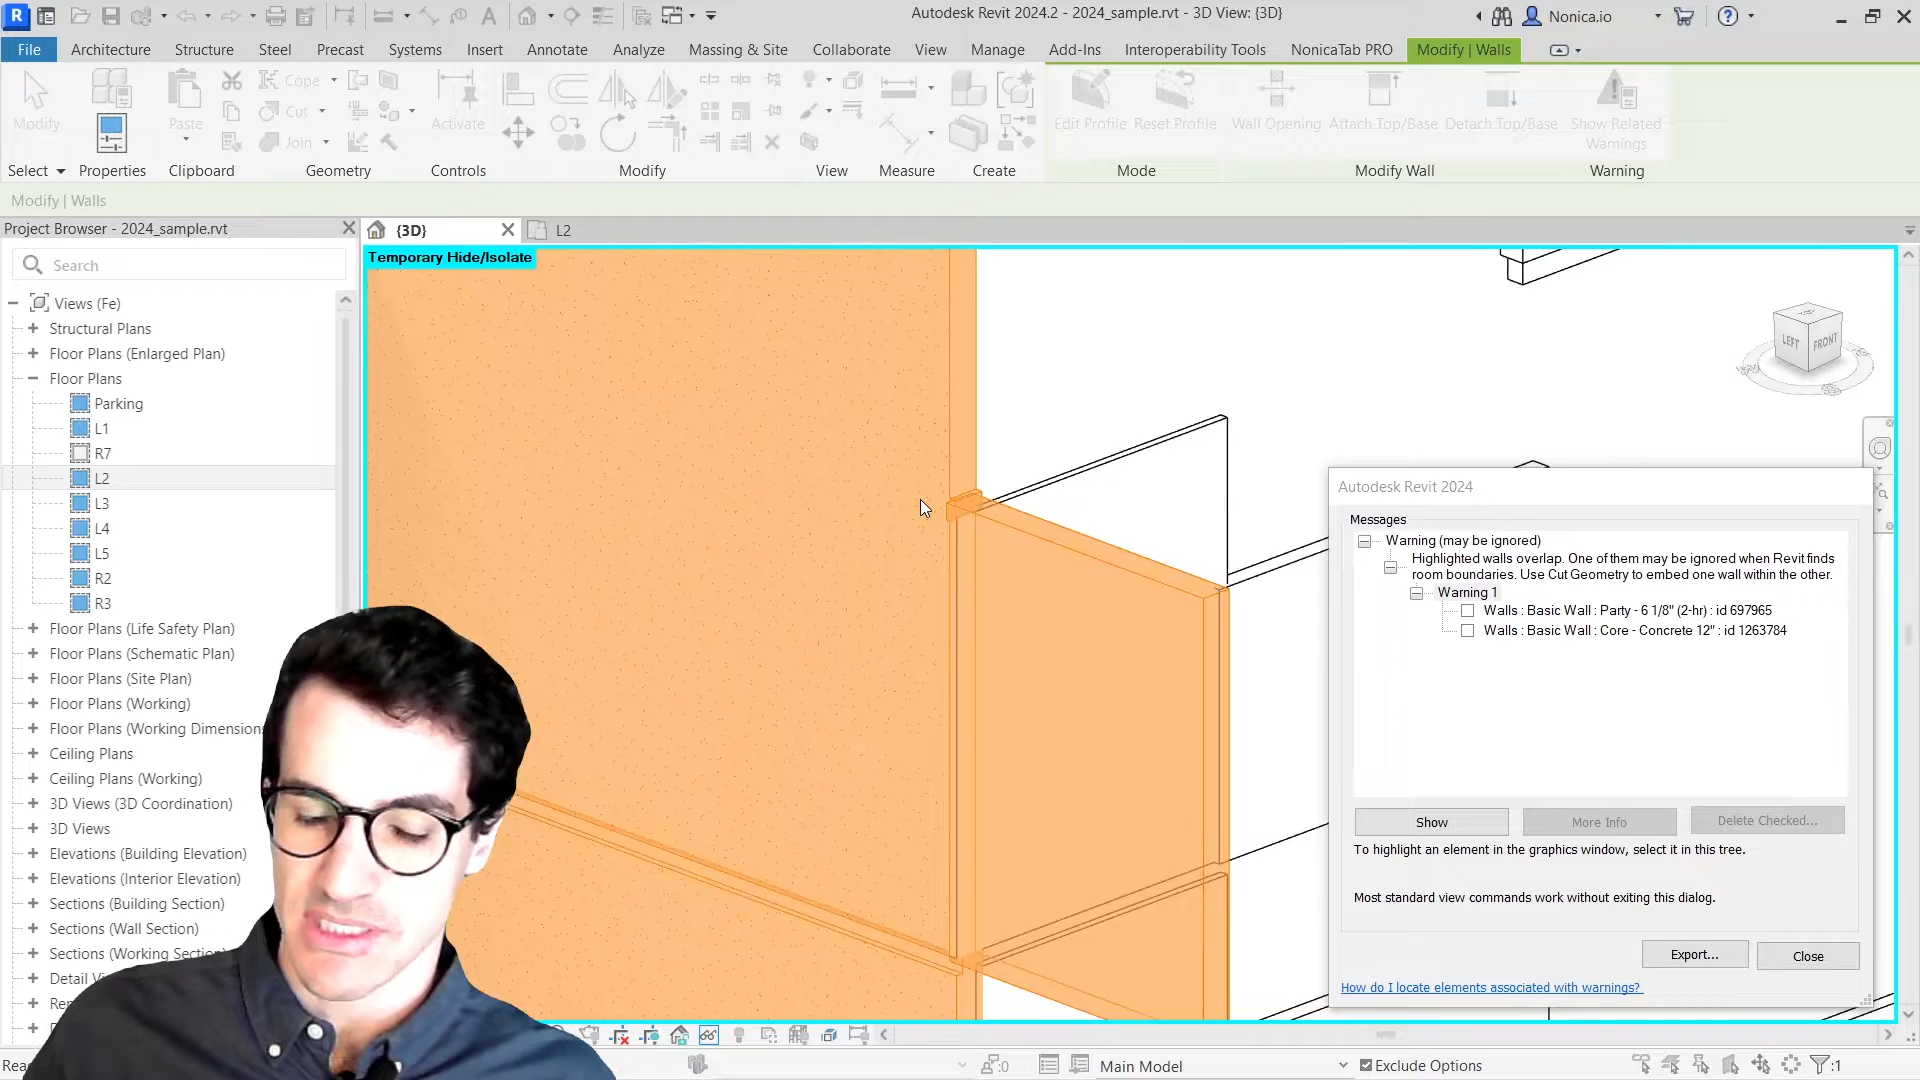 Autodesk Revit 2024.2 - 2024_sample.rvt - 3D View: {3D}
Nonica.io
File Architecture Structure Steel Precast Systems Insert Annotate Analyze Massing & Site Collaborate View Manage Add-Ins Interoperability Tools NonicaTab PRO Modify | Walls
Modify
Paste
Cope
Cut
Join
Activate
Edit Profile Reset Profile Wall Opening Attach Top/Base Detach Top/Base Show Related
Warnings
Select Properties Clipboard Geometry Controls Modify View Measure Create Mode Modify Wall Warning
Modify | Walls
Project Browser - 2024_sample.rvt
{3D}
L2
Search
Temporary Hide/Isolate
Views (Fe)
Structural Plans
Floor Plans (Enlarged Plan)
Floor Plans
Parking
L1
R7
L2
L3
L4
L5
R2
R3
Floor Plans (Life Safety Plan)
Floor Plans (Schematic Plan)
Floor Plans (Site Plan)
Floor Plans (Working)
Floor Plans (Working Dimension
Ceiling Plans
Ceiling Plans (Working)
3D Views (3D Coordination)
3D Views
Elevations (Building Elevation)
Elevations (Interior Elevation)
Sections (Building Section)
Sections (Wall Section)
Sections (Working Section
Detail Vi
Re
D
TOP
LEFT
FRONT
Autodesk Revit 2024
Messages
Warning (may be ignored)
Highlighted walls overlap. One of them may be ignored when Revit finds
room boundaries. Use Cut Geometry to embed one wall within the other.
Warning 1
Walls : Basic Wall : Party - 6 1/8" (2-hr) : id 697965
Walls : Basic Wall : Core - Concrete 12" : id 1263784
Show
More Info
Delete Checked...
To highlight an element in the graphics window, select it in this tree.
Most standard view commands work without exiting this dialog.
Export...
Close
How do I locate elements associated with warnings?
Rea
:0
Main Model
Exclude Options
:1